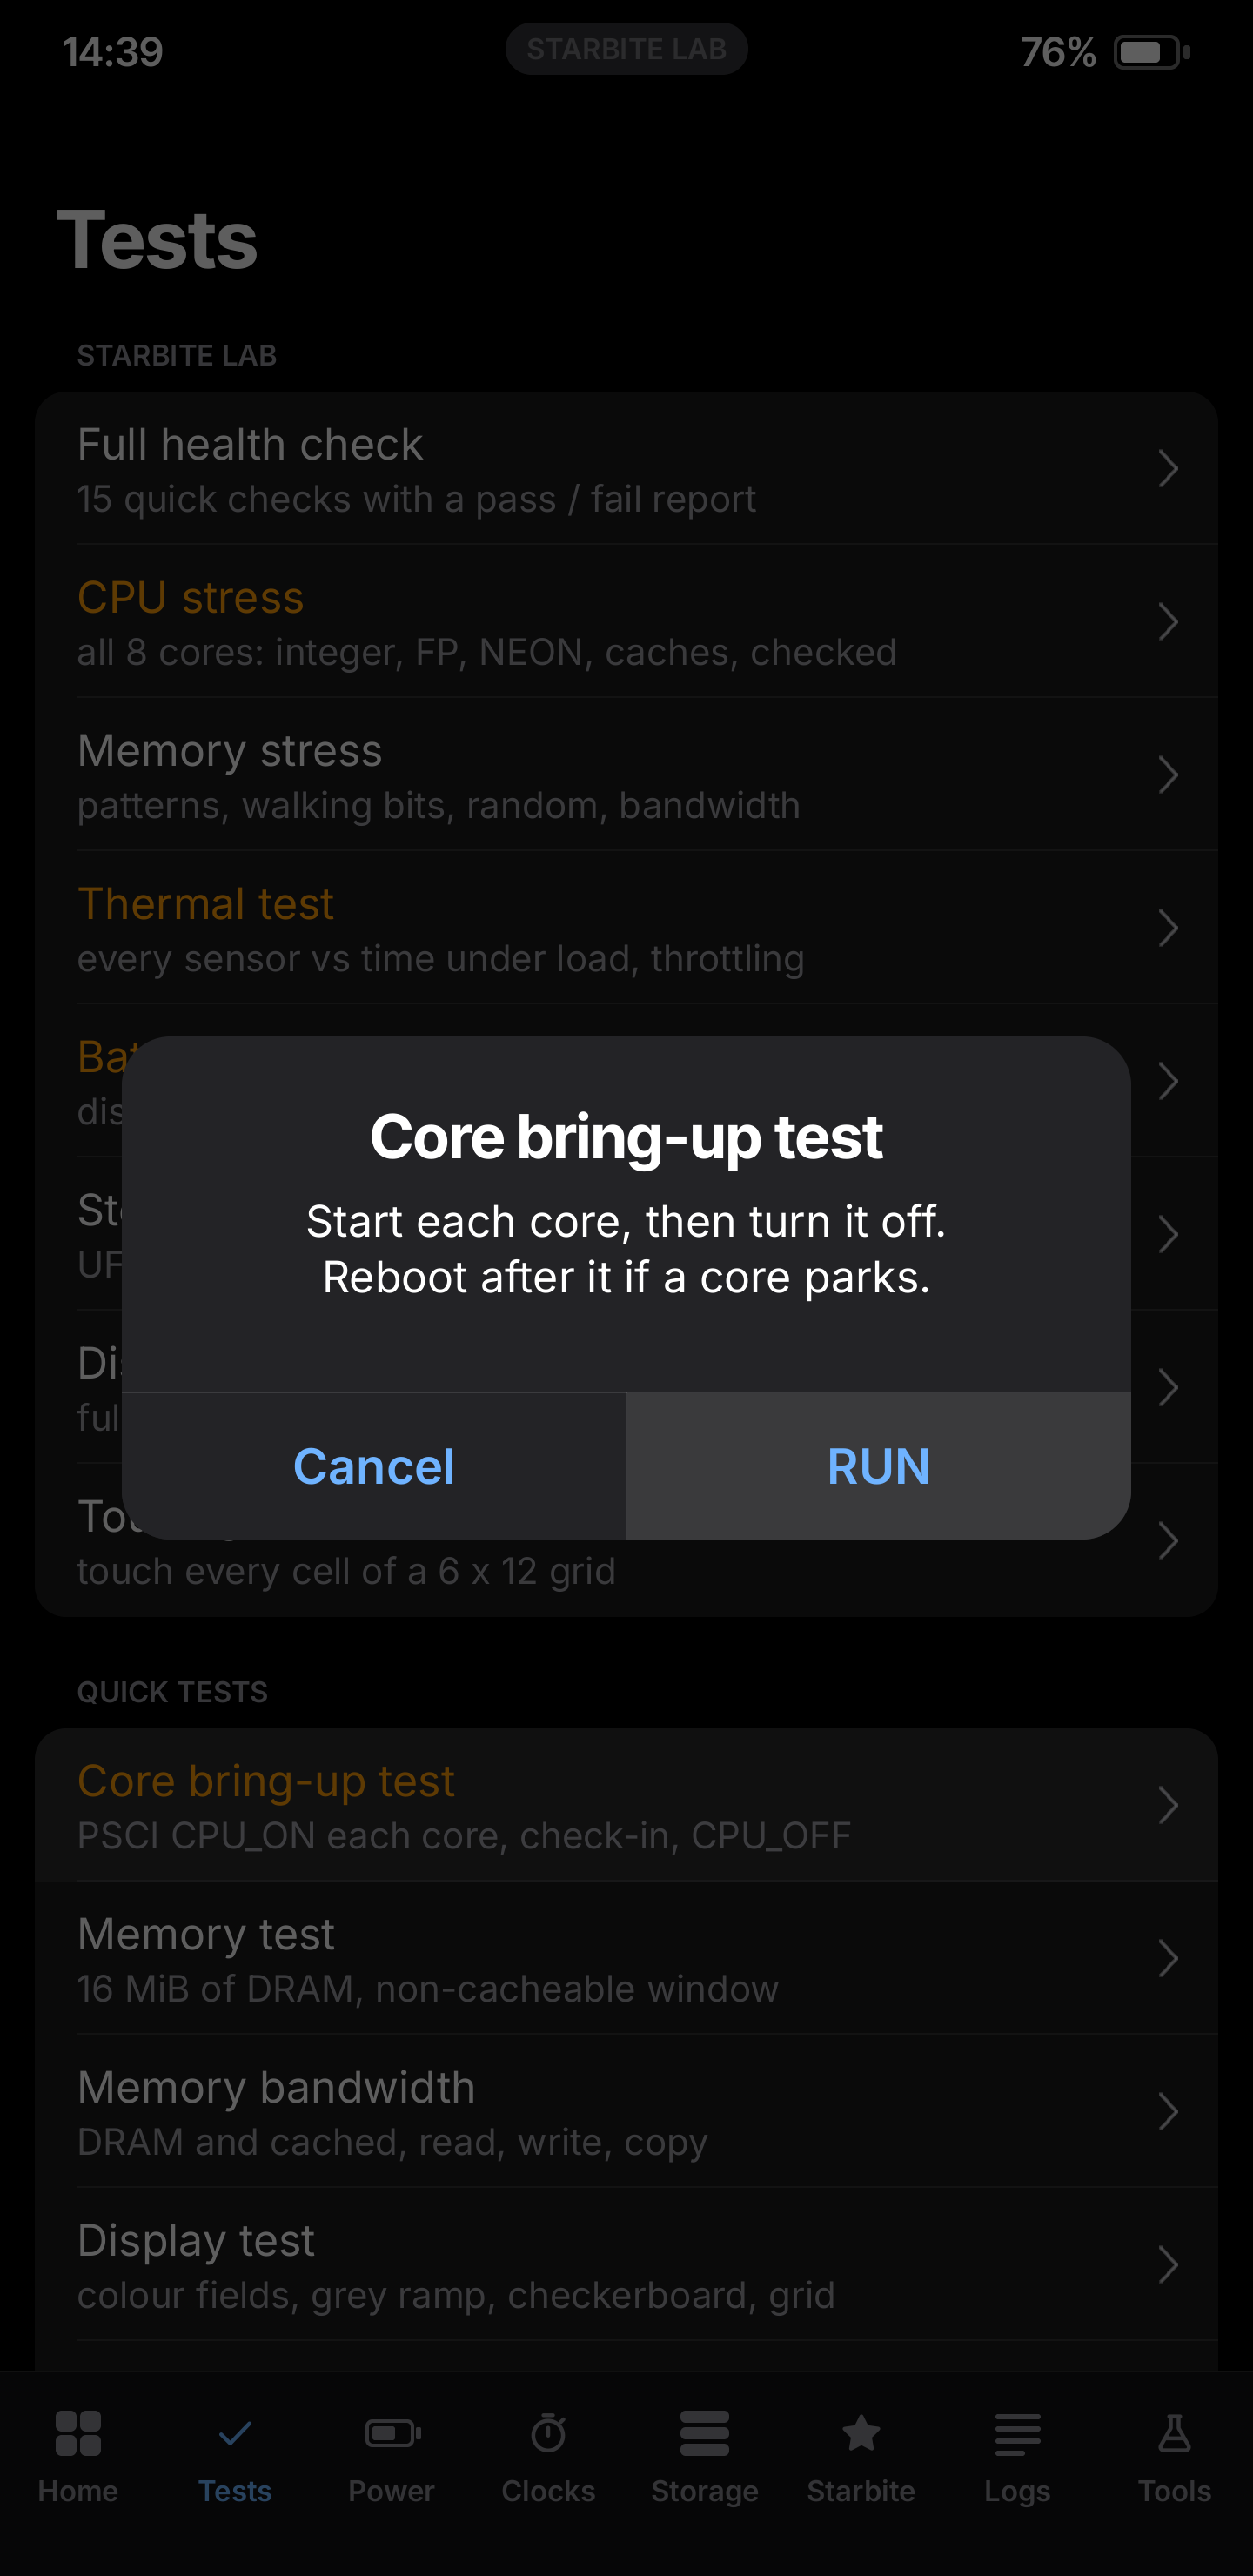 14:39
STARBITE LAB
76%
Tests
STARBITE LAB
Full health check
15 quick checks with a pass / fail report
CPU stress
all 8 cores: integer, FP, NEON, caches, checked
Memory stress
patterns, walking bits, random, bandwidth
Thermal test
every sensor vs time under load, throttling
Core bring-up test
Start each core, then turn it off.
Reboot after it if a core parks.
Cancel
RUN
touch every cell of a 6 x 12 grid
QUICK TESTS
Core bring-up test
PSCI CPU_ON each core, check-in, CPU_OFF
Memory test
16 MiB of DRAM, non-cacheable window
Memory bandwidth
DRAM and cached, read, write, copy
Display test
colour fields, grey ramp, checkerboard, grid
Home
Tests
Power
Clocks
Storage
Starbite
Logs
Tools